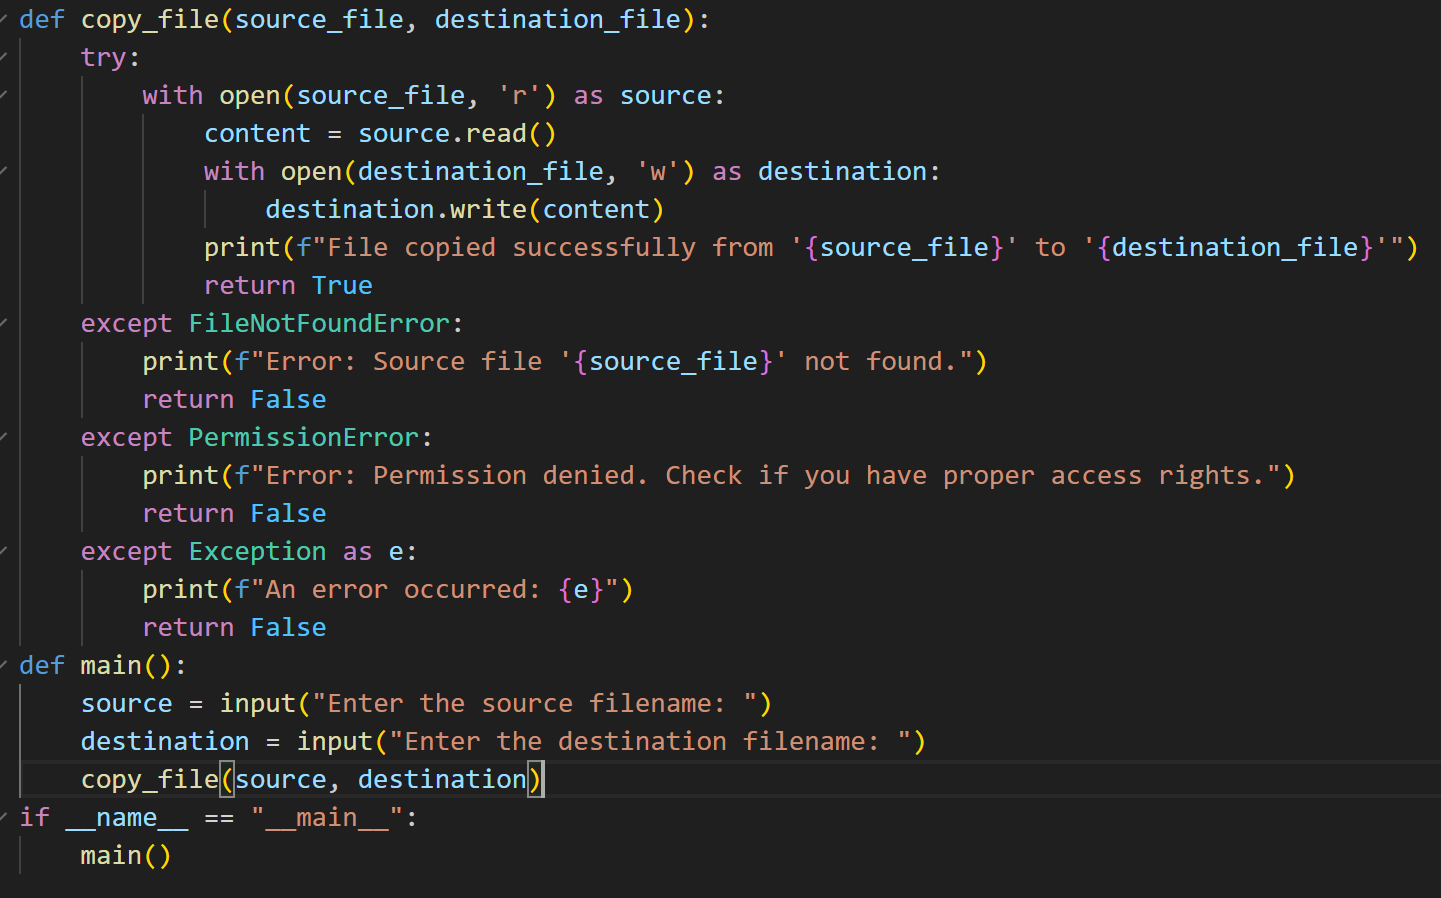 def copy_file(source_file, destination_file):
    try:
        with open(source_file, 'r') as source:
            content = source.read()
            with open(destination_file, 'w') as destination:
                destination.write(content)
            print(f"File copied successfully from '{source_file}' to '{destination_file}'")
            return True
    except FileNotFoundError:
        print(f"Error: Source file '{source_file}' not found.")
        return False
    except PermissionError:
        print(f"Error: Permission denied. Check if you have proper access rights.")
        return False
    except Exception as e:
        print(f"An error occurred: {e}")
        return False
def main():
    source = input("Enter the source filename: ")
    destination = input("Enter the destination filename: ")
    copy_file(source, destination)
if __name__ == "__main__":
    main()